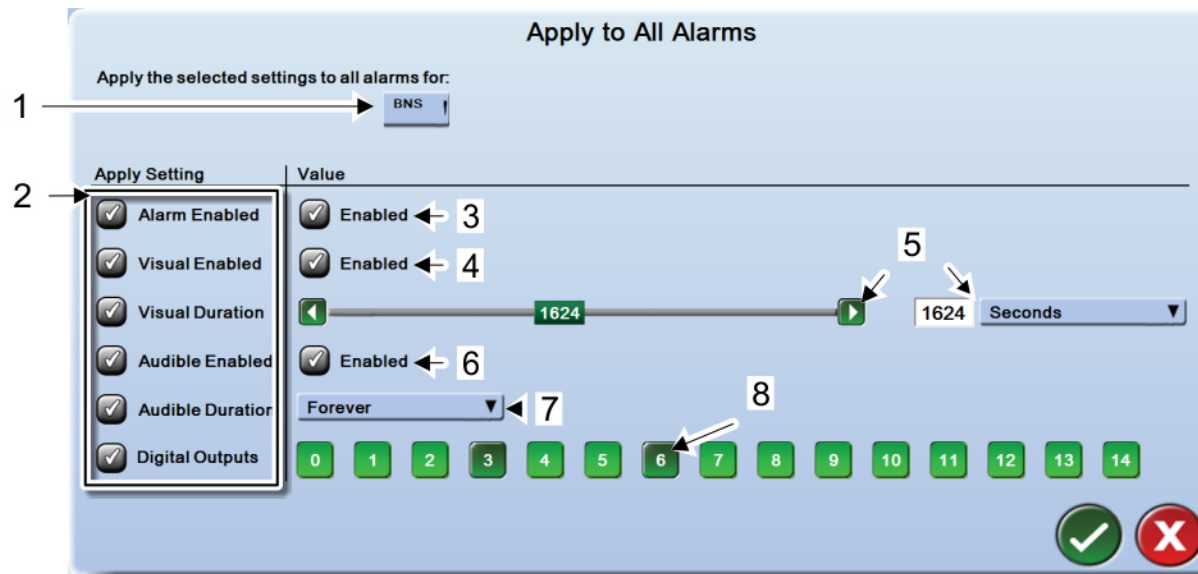 Apply to All Alarms
Apply the selected settings to all alarms for:
1
BNS
Apply Setting
Value
2
Alarm Enabled
Enabled
3
Visual Enabled
Enabled
4
5
Visual Duration
1624
1624
Seconds
Audible Enabled
Enabled
6
Audible Duration
Forever
7
8
Digital Outputs
0 1 2 3 4 5 6 7 8 9 10 11 12 13 14
X